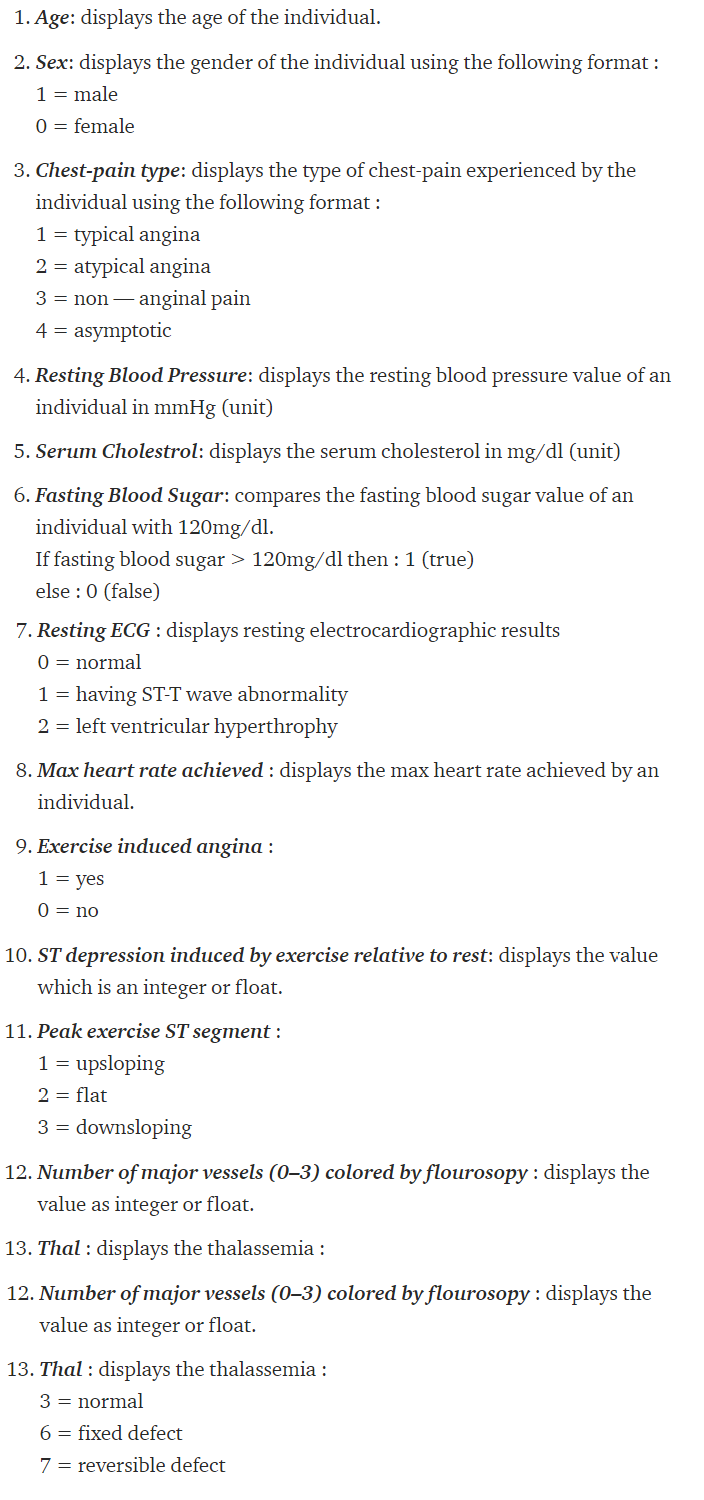 1. Age: displays the age of the individual.
2. Sex: displays the gender of the individual using the following format :
1 = male
0 = female
3. Chest-pain type: displays the type of chest-pain experienced by the
individual using the following format :
1 = typical angina
2 = atypical angina
3 = non — anginal pain
4 = asymptotic
4. Resting Blood Pressure: displays the resting blood pressure value of an
individual in mmHg (unit)
5. Serum Cholestrol: displays the serum cholesterol in mg/dl (unit)
6. Fasting Blood Sugar: compares the fasting blood sugar value of an
individual with 120mg/dl.
If fasting blood sugar > 120mg/dl then : 1 (true)
else : 0 (false)
7. Resting ECG : displays resting electrocardiographic results
0 = normal
1 = having ST-T wave abnormality
2 = left ventricular hyperthrophy
8. Max heart rate achieved : displays the max heart rate achieved by an
individual.
9. Exercise induced angina :
1 = yes
0 = no
10. ST depression induced by exercise relative to rest: displays the value
which is an integer or float.
11. Peak exercise ST segment :
1 = upsloping
2 = flat
3 = downsloping
12. Number of major vessels (0–3) colored by flourosopy : displays the
value as integer or float.
13. Thal : displays the thalassemia :
12. Number of major vessels (0–3) colored by flourosopy : displays the
value as integer or float.
13. Thal : displays the thalassemia :
3 = normal
6 = fixed defect
7 = reversible defect